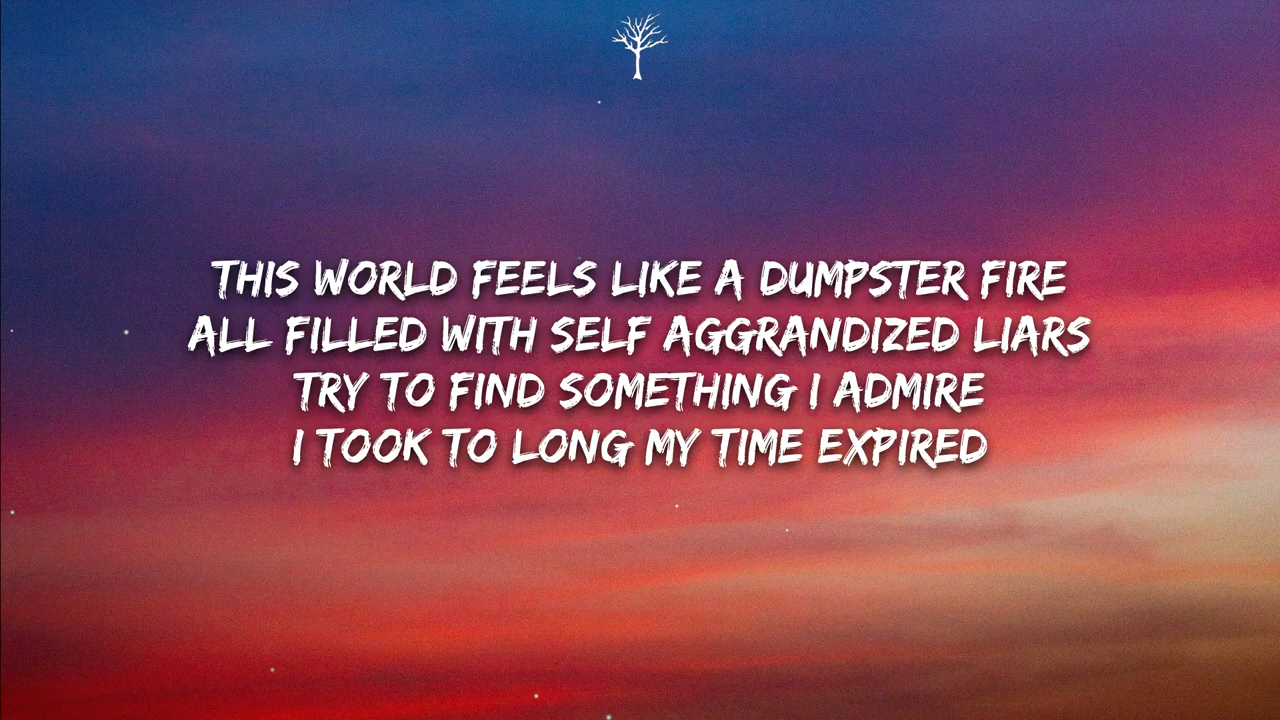 THIS WORLD FEELS LIKE A DUMPSTER FIRE
ALL FILLED WITH SELF AGGRANDIZED LIARS
TRY TO FIND SOMETHING I ADMIRE
I TOOK TO LONG MY TIME EXPIRED